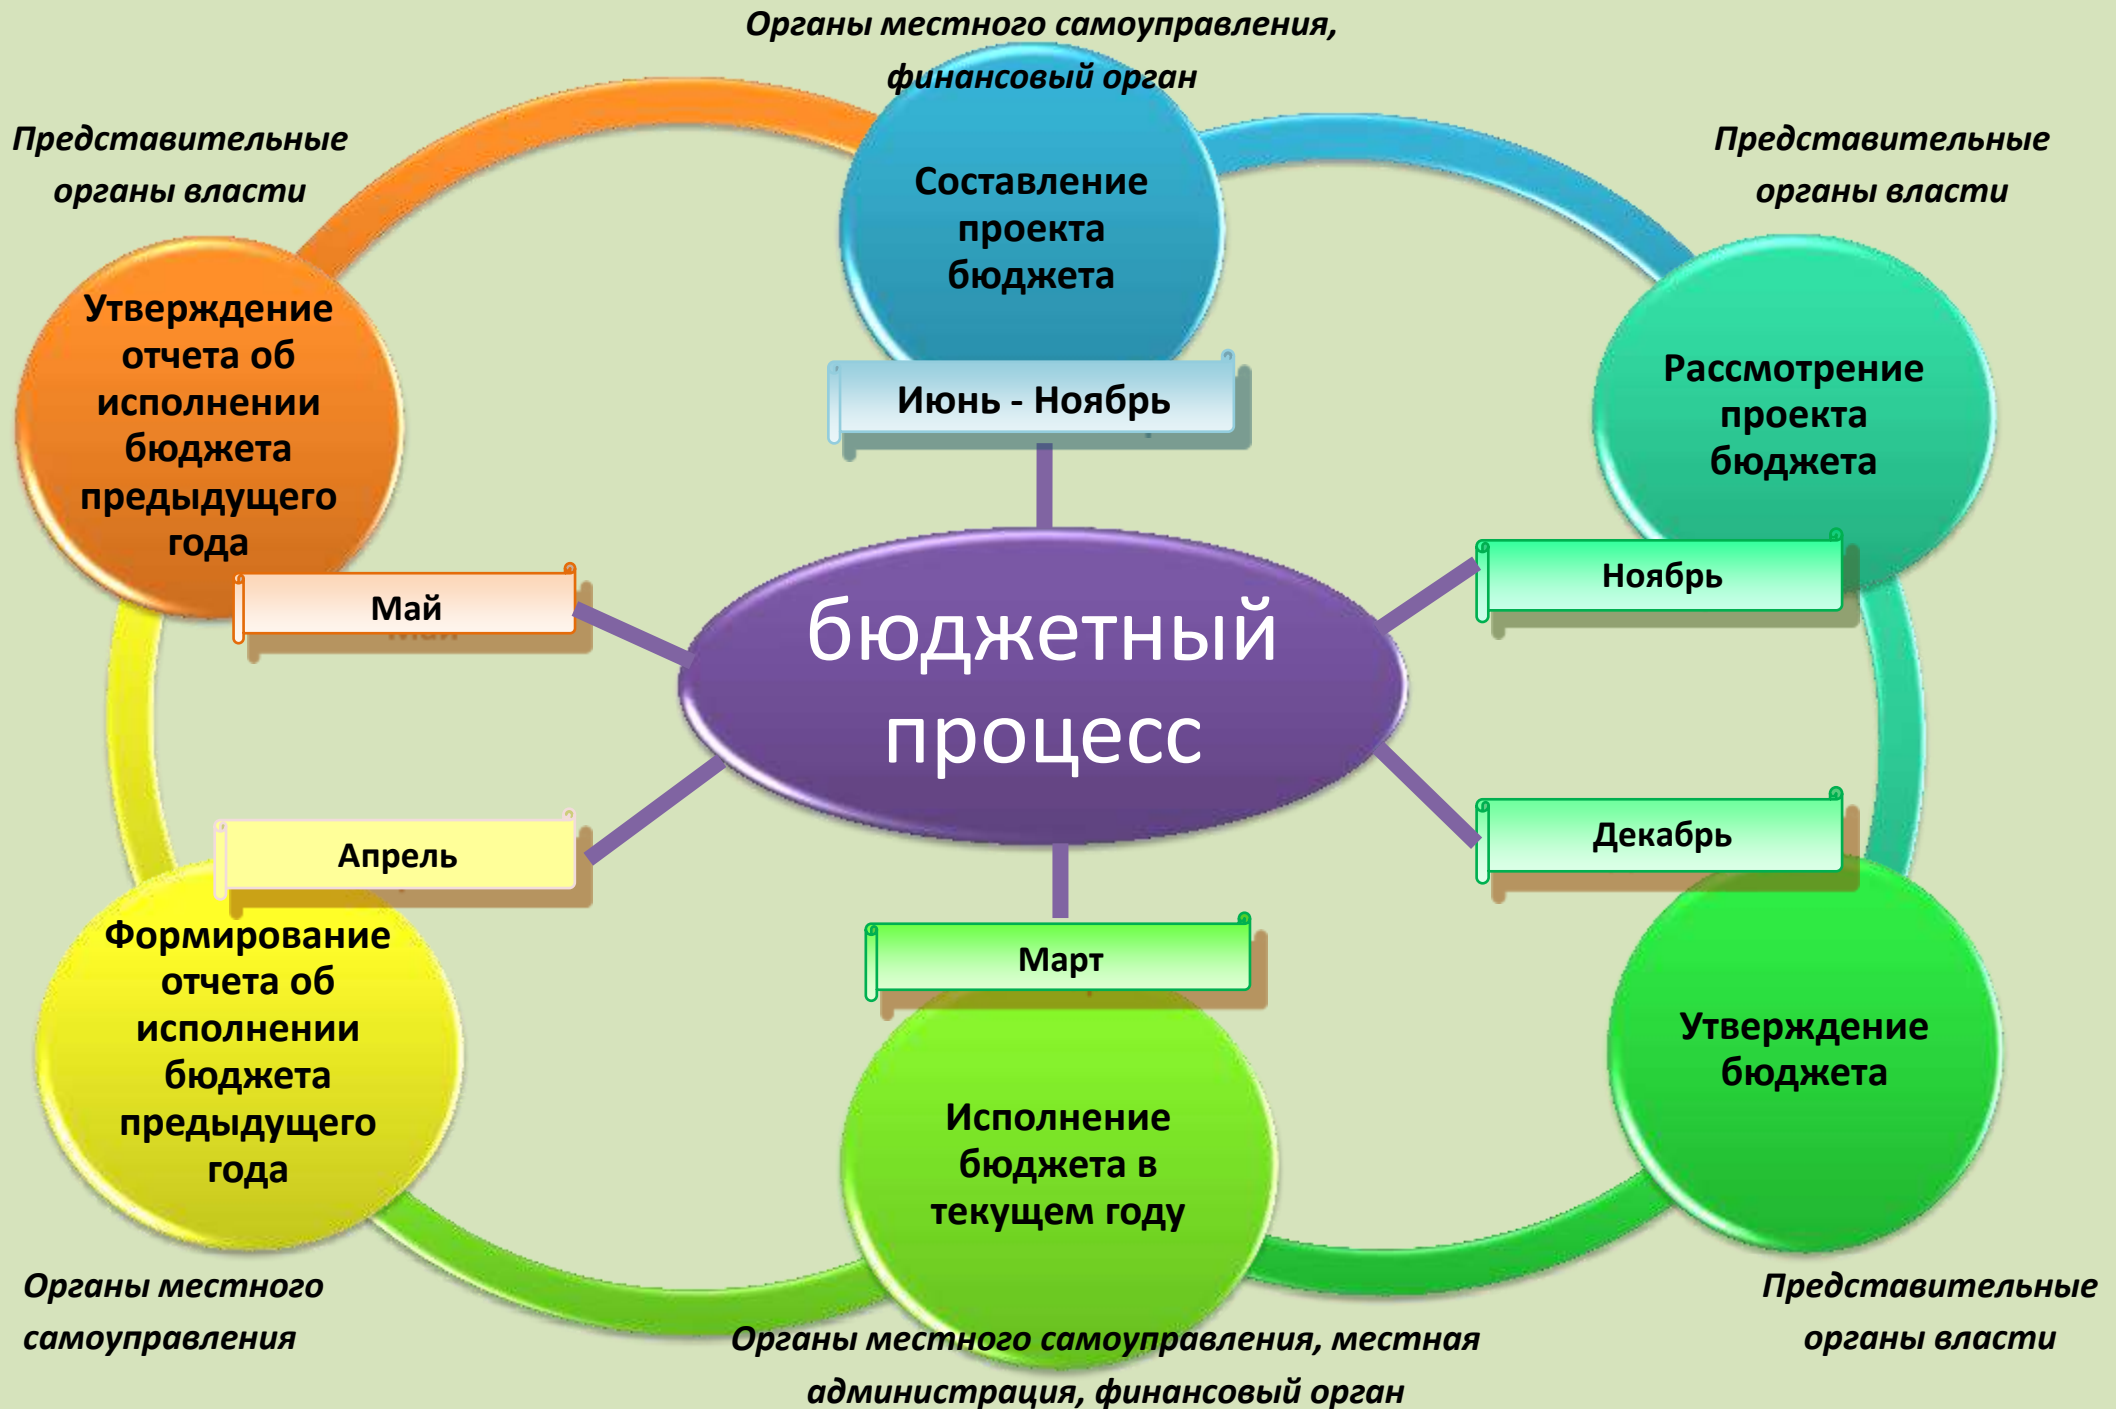 Органы местного самоуправления,
финансовый орган
Представительные
органы власти
Представительные
органы власти
Составление
проекта
бюджета
Июнь - Ноябрь
Утверждение
отчета об
исполнении
бюджета
предыдущего
года
Май
Рассмотрение
проекта
бюджета
Ноябрь
бюджетный
процесс
Апрель
Формирование
отчета об
исполнении
бюджета
предыдущего
года
Март
Исполнение
бюджета в
текущем году
Декабрь
Утверждение
бюджета
Органы местного
самоуправления
Органы местного самоуправления, местная
администрация, финансовый орган
Представительные
органы власти